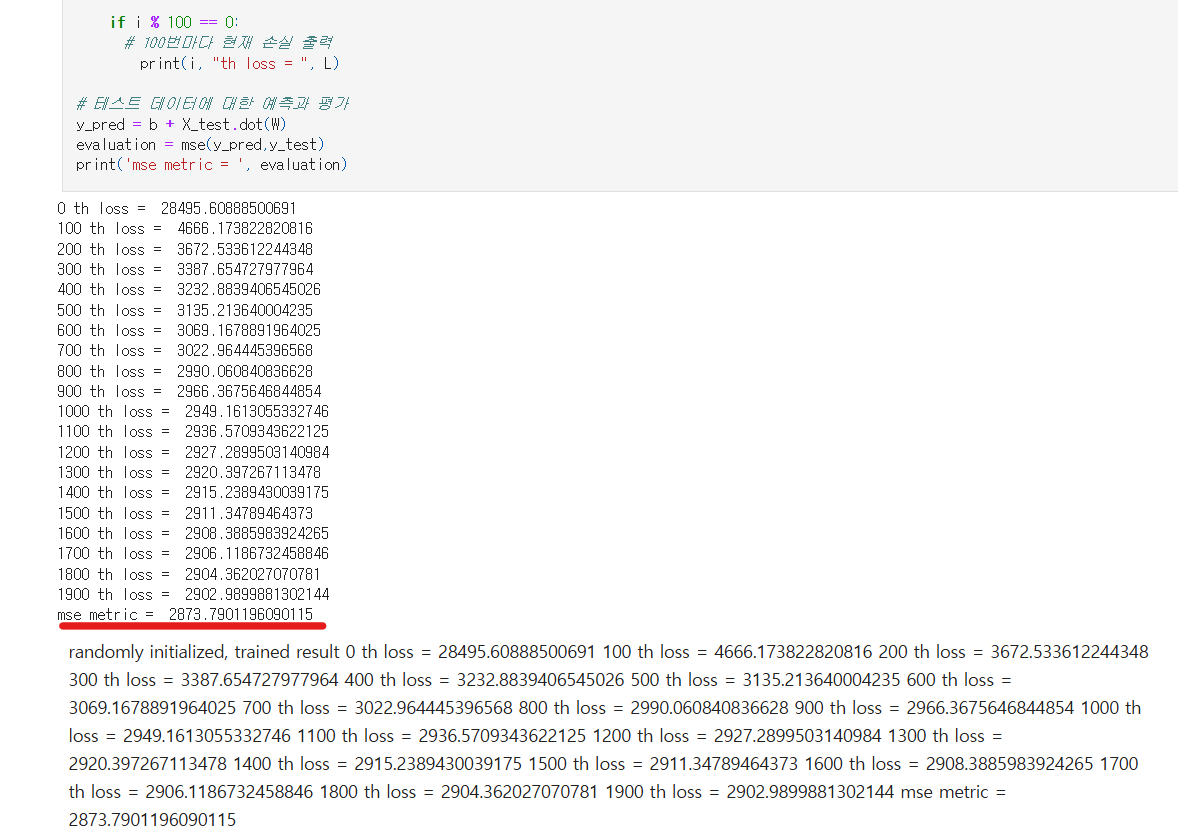 if i % 100 == 0:
# 100번마다 현재 손실 출력
print(i, "th loss = ", L)
# 테스트 데이터에 대한 예측과 평가
y_pred = b + X_test.dot(W)
evaluation = mse(y_pred,y_test)
print('mse metric = ', evaluation)
0 th loss =  28495.60888500691
100 th loss =  4666.173822820816
200 th loss =  3672.533612244348
300 th loss =  3387.654727977964
400 th loss =  3232.8839406545026
500 th loss =  3135.213640004235
600 th loss =  3069.1678891964025
700 th loss =  3022.964445396568
800 th loss =  2990.060840836628
900 th loss =  2966.3675646844854
1000 th loss =  2949.1613055332746
1100 th loss =  2936.5709343622125
1200 th loss =  2927.2899503140984
1300 th loss =  2920.397267113478
1400 th loss =  2915.2389430039175
1500 th loss =  2911.34789464373
1600 th loss =  2908.3885983924265
1700 th loss =  2906.1186732458846
1800 th loss =  2904.362027070781
1900 th loss =  2902.9899881302144
mse metric =  2873.7901196090115
randomly initialized, trained result 0 th loss = 28495.60888500691 100 th loss = 4666.173822820816 200 th loss = 3672.533612244348
300 th loss = 3387.654727977964 400 th loss = 3232.8839406545026 500 th loss = 3135.213640004235 600 th loss =
3069.1678891964025 700 th loss = 3022.964445396568 800 th loss = 2990.060840836628 900 th loss = 2966.3675646844854 1000 th
loss = 2949.1613055332746 1100 th loss = 2936.5709343622125 1200 th loss = 2927.2899503140984 1300 th loss =
2920.397267113478 1400 th loss = 2915.2389430039175 1500 th loss = 2911.34789464373 1600 th loss = 2908.3885983924265 1700
th loss = 2906.1186732458846 1800 th loss = 2904.362027070781 1900 th loss = 2902.9899881302144 mse metric =
2873.7901196090115